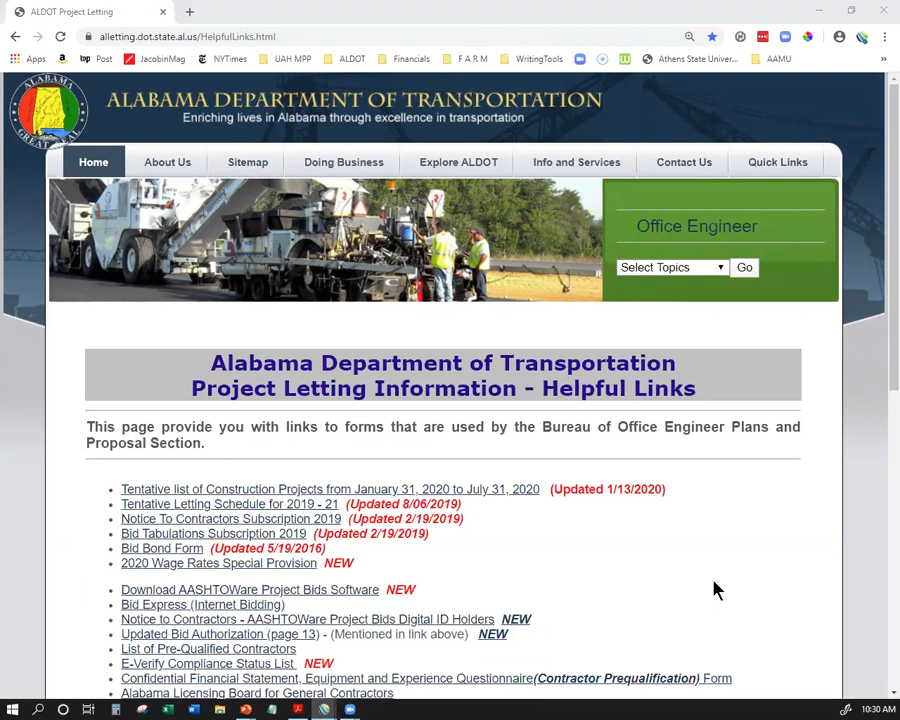 ALDOT Project Letting
alletting.dot.state.al.us/HelpfulLinks.html
Apps Post JacobinMag NYTimes UAH MPP ALDOT Financials F A R M WritingTools Athens State Univer... AAMU »
ALABAMA DEPARTMENT OF TRANSPORTATION
Enriching lives in Alabama through excellence in transportation
Home About Us Sitemap Doing Business Explore ALDOT Info and Services Contact Us Quick Links
Office Engineer
Select Topics Go
Alabama Department of Transportation
Project Letting Information - Helpful Links
This page provide you with links to forms that are used by the Bureau of Office Engineer Plans and
Proposal Section.
Tentative list of Construction Projects from January 31, 2020 to July 31, 2020 (Updated 1/13/2020)
Tentative Letting Schedule for 2019 - 21 (Updated 8/06/2019)
Notice To Contractors Subscription 2019 (Updated 2/19/2019)
Bid Tabulations Subscription 2019 (Updated 2/19/2019)
Bid Bond Form (Updated 5/19/2016)
2020 Wage Rates Special Provision NEW
Download AASHTOWare Project Bids Software NEW
Bid Express (Internet Bidding)
Notice to Contractors - AASHTOWare Project Bids Digital ID Holders NEW
Updated Bid Authorization (page 13) - (Mentioned in link above) NEW
List of Pre-Qualified Contractors
E-Verify Compliance Status List NEW
Confidential Financial Statement, Equipment and Experience Questionnaire(Contractor Prequalification) Form
Alabama Licensing Board for General Contractors
10:30 AM